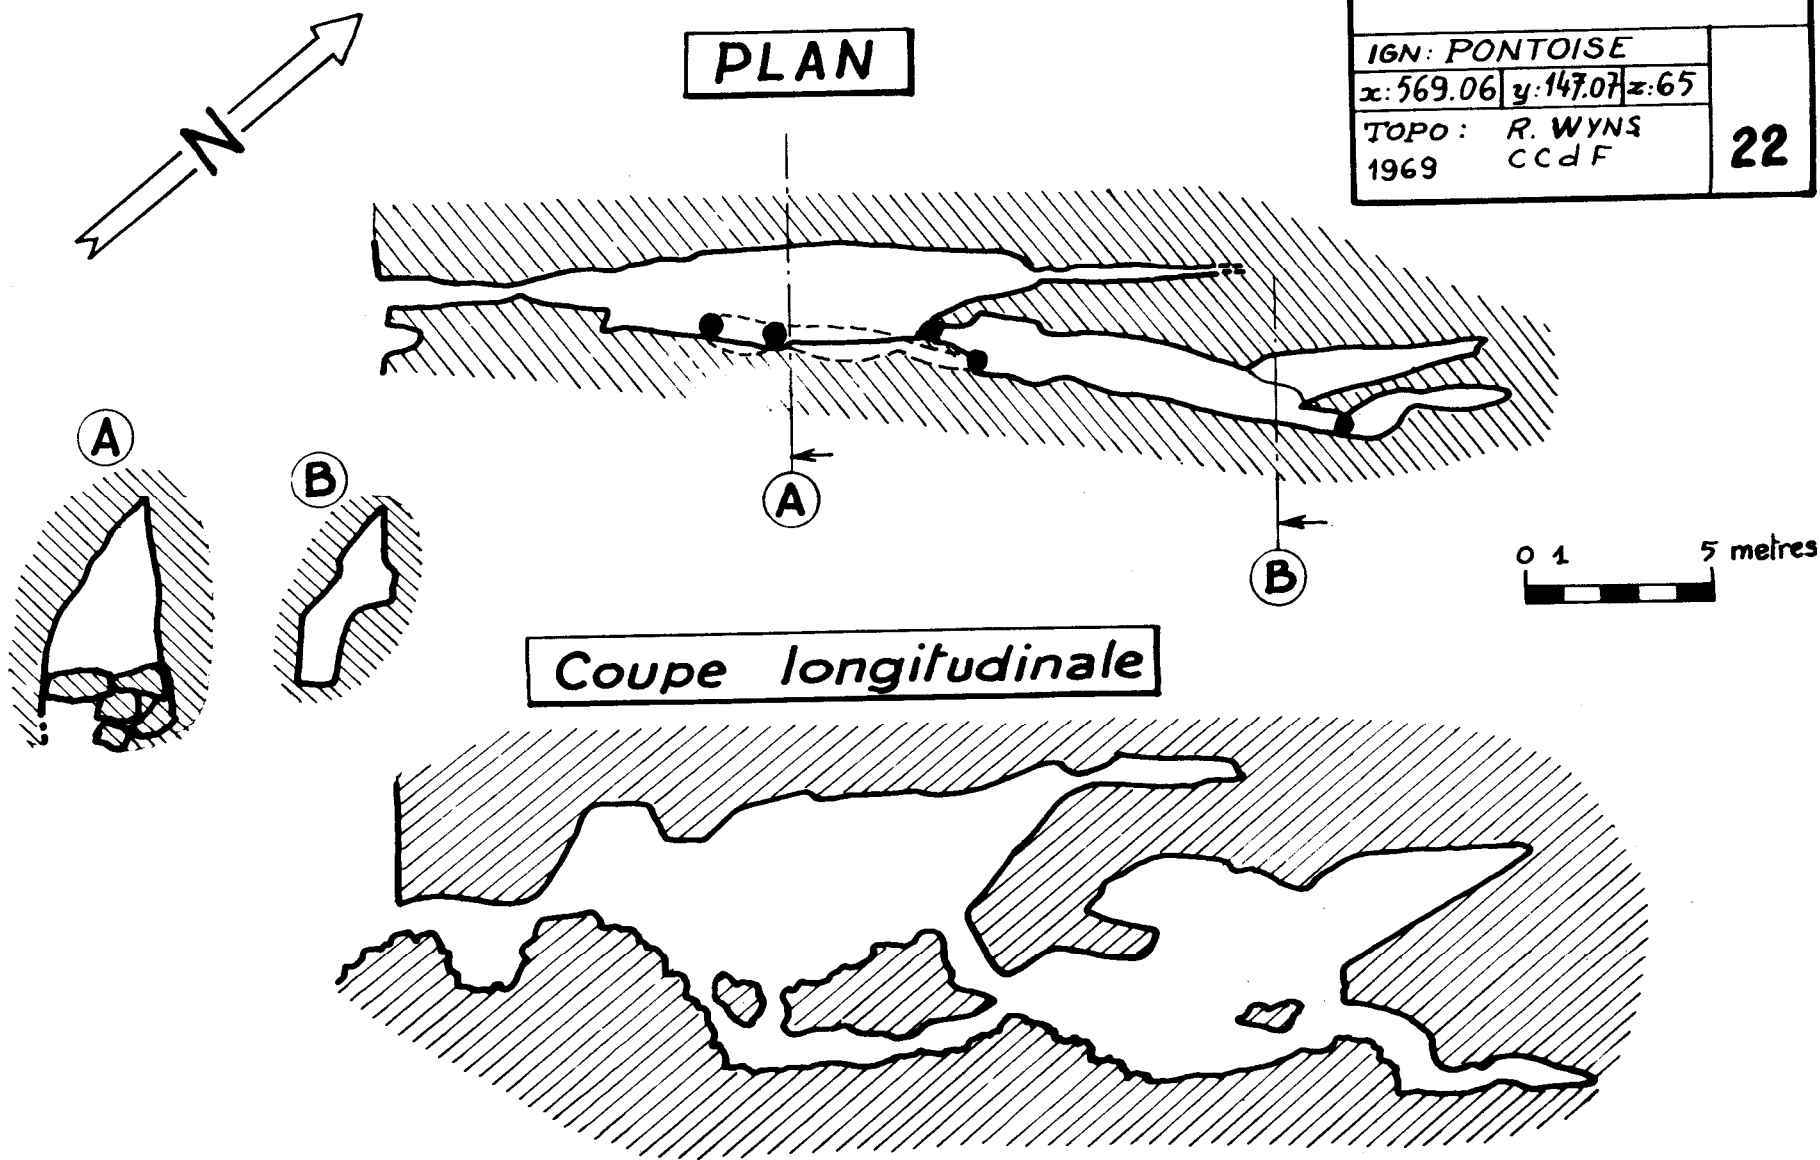 PLAN
IGN: PONTOISE
x: 569.06 y: 147.07 z: 65
TOPO: R. WYNS
1969 CCdF
22
N
A
B
A
B
0 1 5 metres
Coupe longitudinale